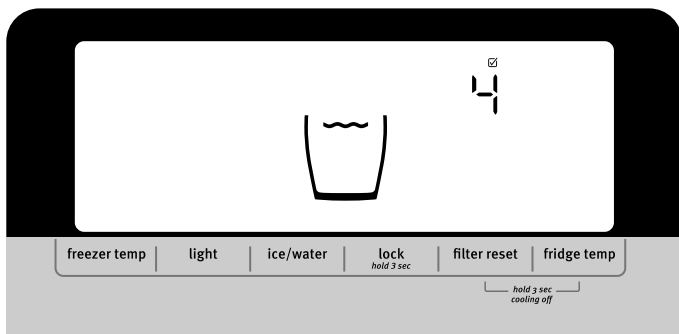 4
freezer temp light ice/water lock filter reset fridge temp
hold 3 sec
hold 3 sec
cooling off